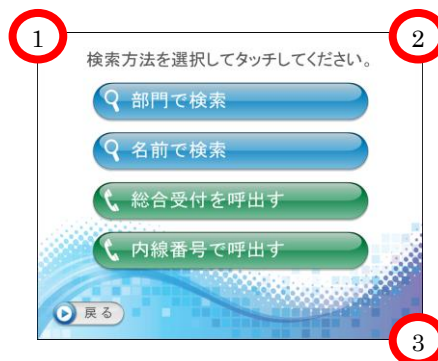 1
2
検索方法を選択してタッチしてください。
部門で検索
名前で検索
総合受付を呼出す
内線番号で呼出す
戻る
3